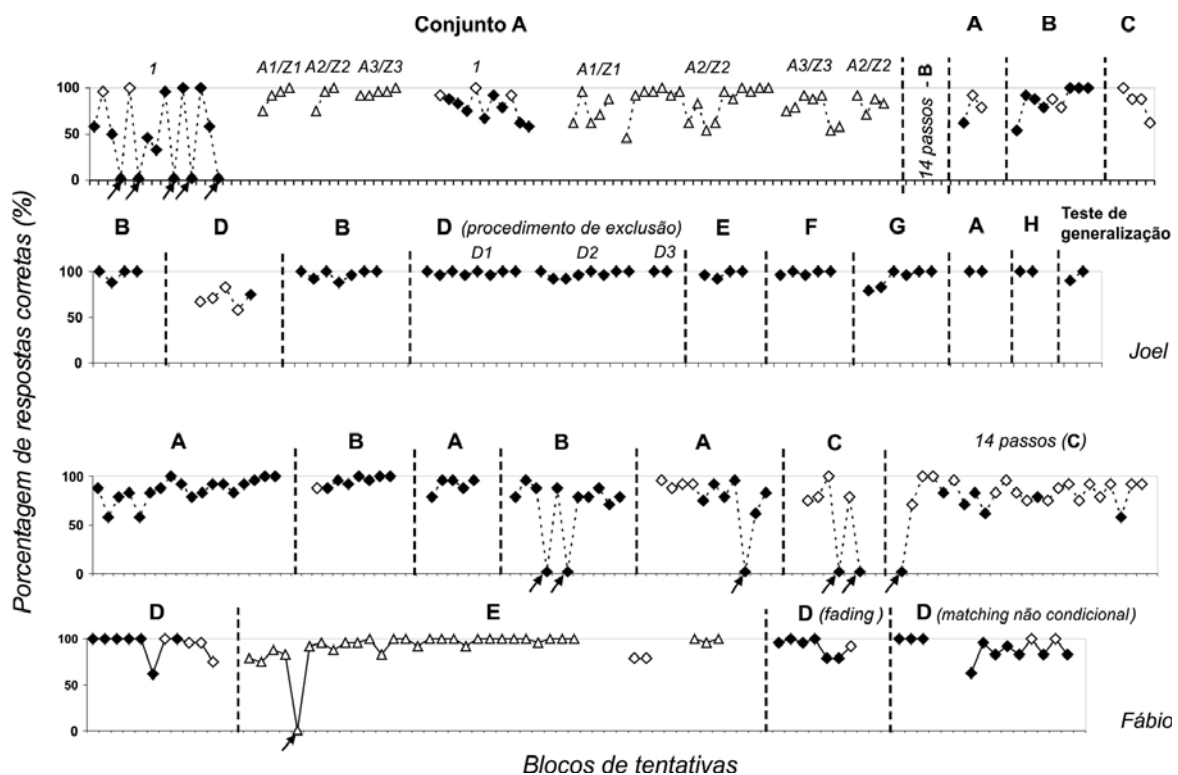 Conjunto A
A B C
1 A1/Z1 A2/Z2 A3/Z3 1 A1/Z1 A2/Z2 A3/Z3 A2/Z2
14 passos - B
100
50
0
B D B D (procedimento de exclusão) E F G A H Teste de generalização
D1 D2 D3
100
50
0
Joel
A B A B A C 14 passos (C)
100
50
0
D E D (fading) D (matching não condicional)
100
50
0
Fábio
Porcentagem de respostas corretas (%)
Blocos de tentativas